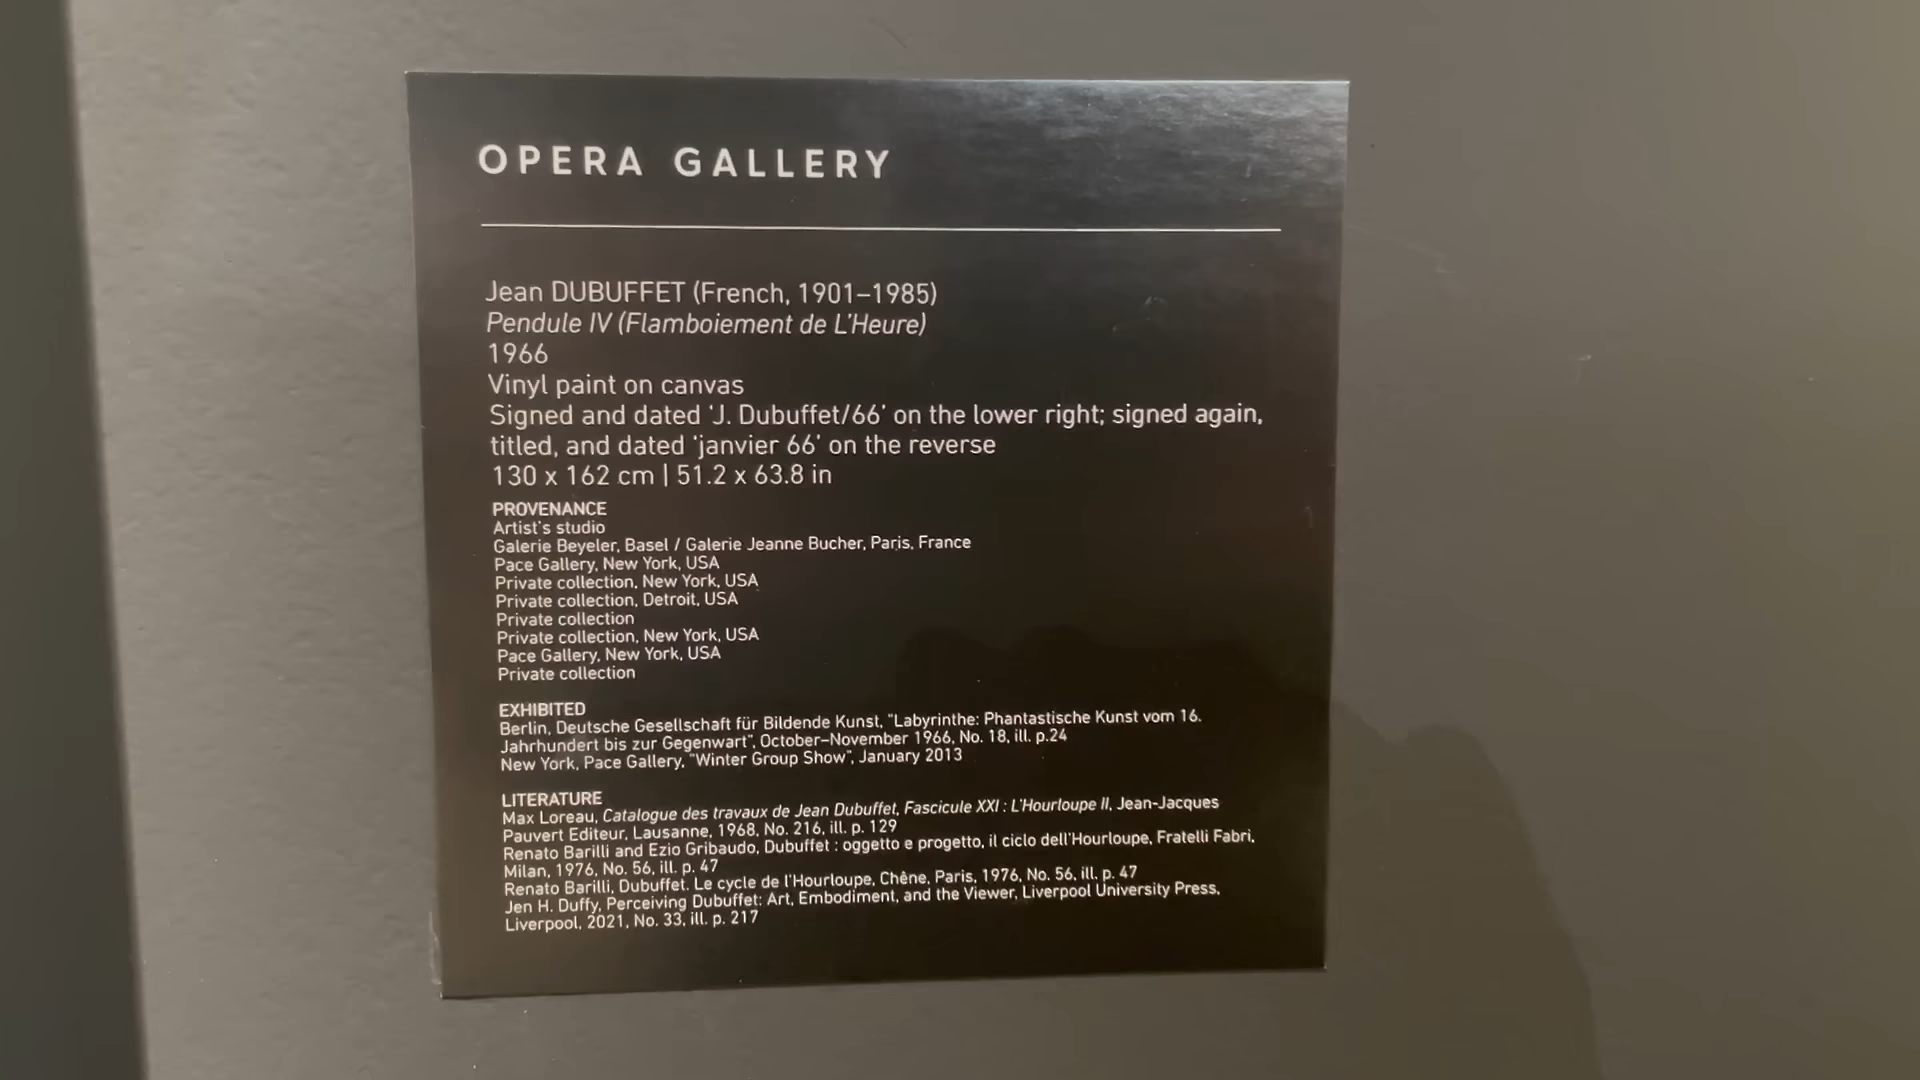 OPERA GALLERY
Jean DUBUFFET (French, 1901–1985)
Pendule IV (Flamboiement de L'Heure)
1966
Vinyl paint on canvas
Signed and dated 'J. Dubuffet/66' on the lower right; signed again,
titled, and dated 'janvier 66' on the reverse
130 x 162 cm | 51.2 x 63.8 in
PROVENANCE
Artist's studio
Galerie Beyeler, Basel / Galerie Jeanne Bucher, Paris, France
Pace Gallery, New York, USA
Private collection, New York, USA
Private collection, Detroit, USA
Private collection
Private collection, New York, USA
Pace Gallery, New York, USA
Private collection
EXHIBITED
Berlin, Deutsche Gesellschaft für Bildende Kunst, "Labyrinthe: Phantastische Kunst vom 16.
Jahrhundert bis zur Gegenwart", October–November 1966, No. 18, ill. p.24
New York, Pace Gallery, "Winter Group Show", January 2013
LITERATURE
Max Loreau, Catalogue des travaux de Jean Dubuffet, Fascicule XXI : L'Hourloupe II, Jean-Jacques
Pauvert Editeur, Lausanne, 1968, No. 216, ill. p. 129
Renato Barilli and Ezio Gribaudo, Dubuffet : oggetto e progetto, il ciclo dell'Hourloupe, Fratelli Fabri,
Milan, 1976, No. 56, ill. p. 47
Renato Barilli, Dubuffet. Le cycle de l'Hourloupe, Chêne, Paris, 1976, No. 56, ill. p. 47
Jen H. Duffy, Perceiving Dubuffet: Art, Embodiment, and the Viewer, Liverpool University Press,
Liverpool, 2021, No. 33, ill. p. 217